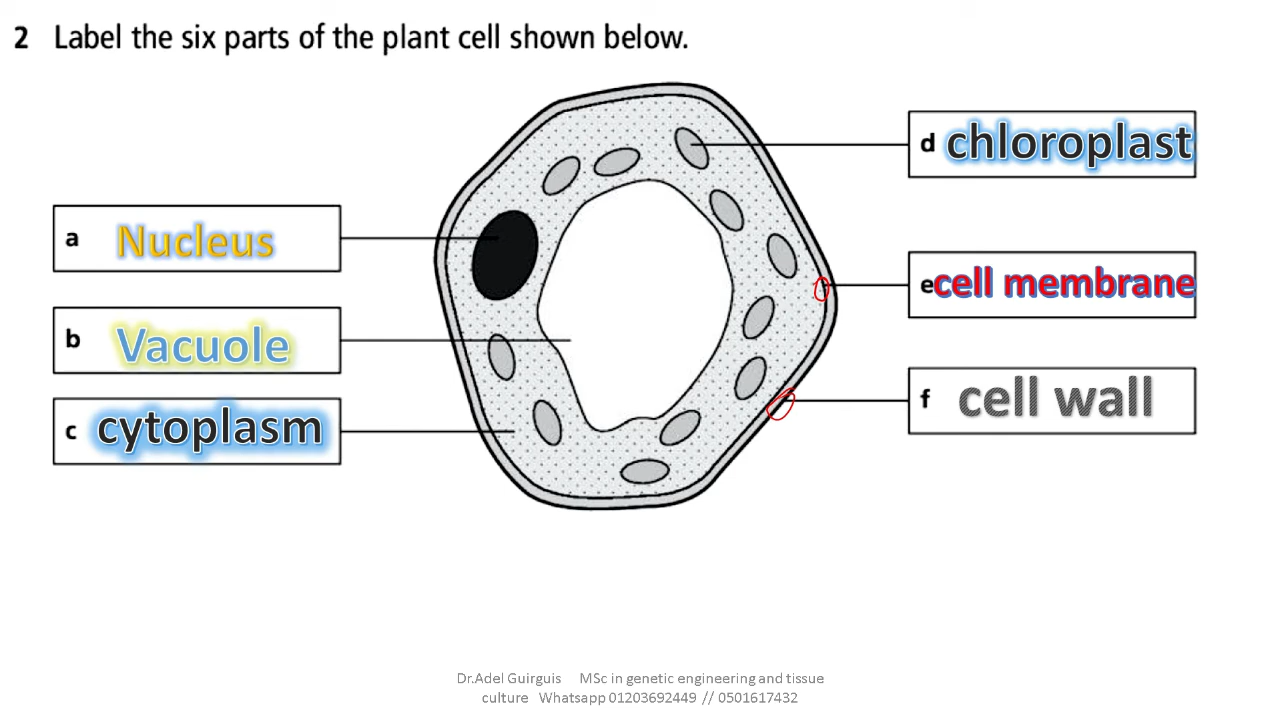 2 Label the six parts of the plant cell shown below.
a Nucleus
b Vacuole
c cytoplasm
d chloroplast
e cell membrane
f cell wall
Dr.Adel Guirguis MSc in genetic engineering and tissue
culture Whatsapp 01203692449 // 0501617432